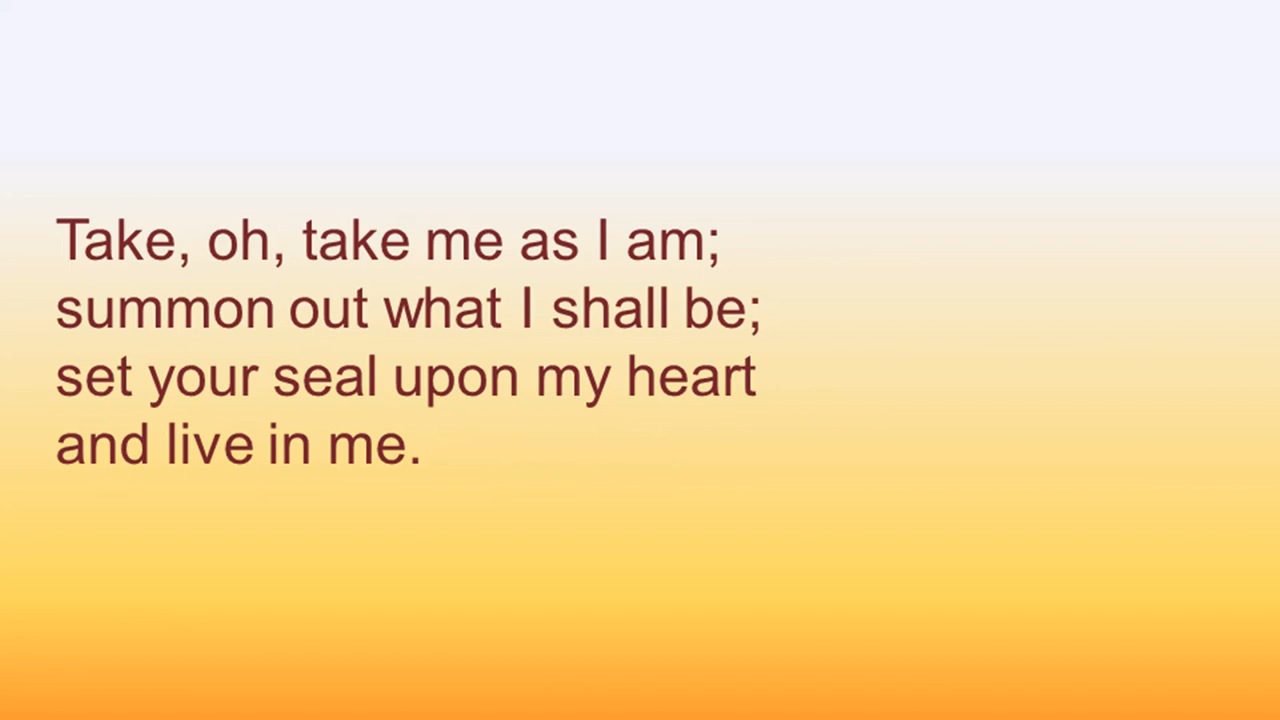 Take, oh, take me as I am;
summon out what I shall be;
set your seal upon my heart
and live in me.